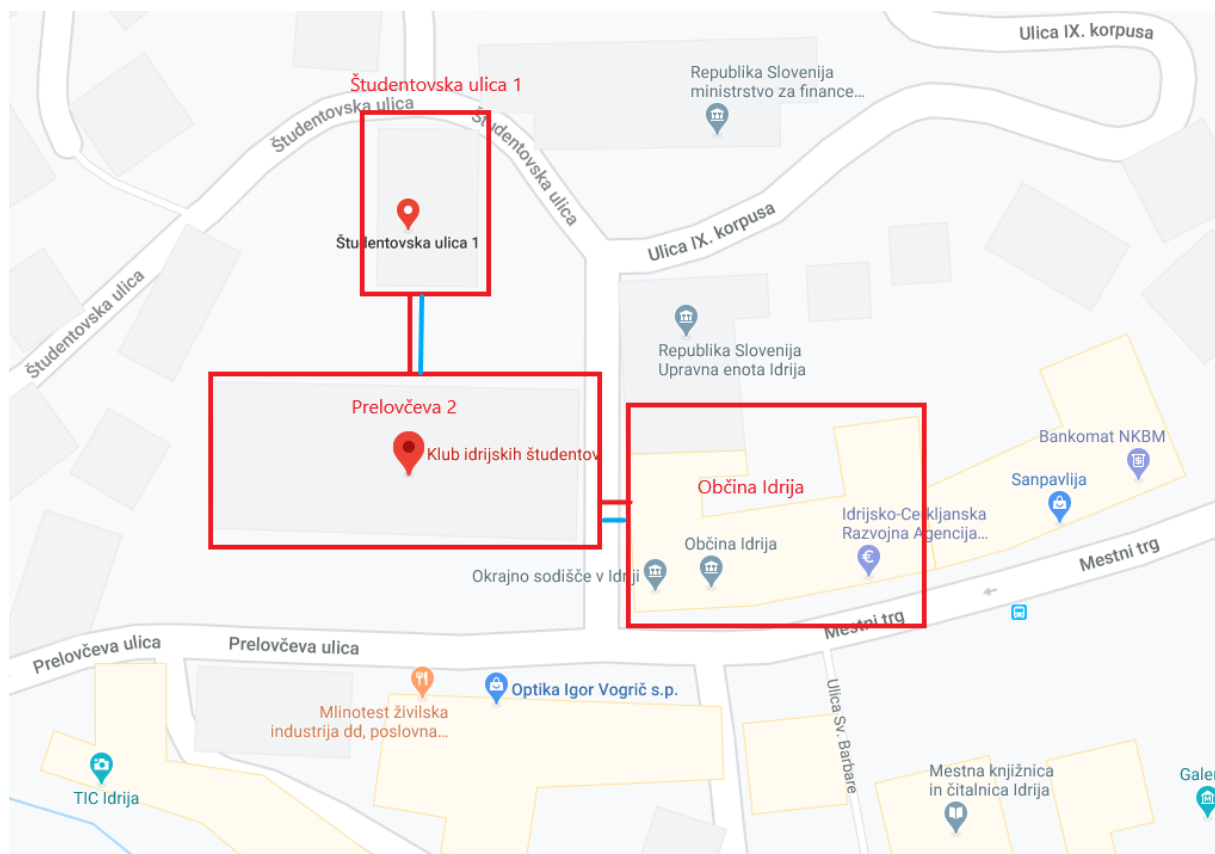 Ulica IX. korpusa
Republika Slovenija
ministrstvo za finance...
Študentovska ulica 1
Študentovska ulica
Študentovska ulica
Študentovska ulica 1
Ulica IX. korpusa
Študentovska ulica
Republika Slovenija
Upravna enota Idrija
Prelovčeva 2
Klub idrijskih študentov
Bankomat NKBM
Sanpavlija
Občina Idrija
Idrijsko-Cerkljanska
Razvojna Agencija...
Občina Idrija
Okrajno sodišče v Idriji
Mestni trg
Mestni trg
Prelovčeva ulica
Prelovčeva ulica
Optika Igor Vogrič s.p.
Mlinotest živilska
industrija dd, poslovna...
Ulica Sv. Barbare
Mestna knjižnica
in čitalnica Idrija
TIC Idrija
Galer